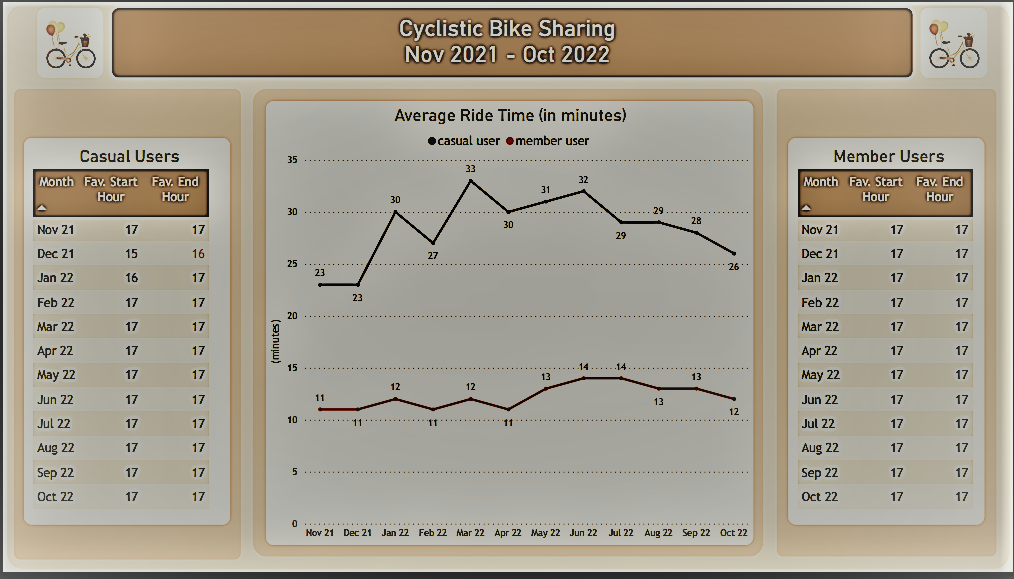 Cyclistic Bike Sharing
Nov 2021 - Oct 2022
Casual Users
Month Fav. Start Hour Fav. End Hour
Nov 21 17 17
Dec 21 15 16
Jan 22 16 17
Feb 22 17 17
Mar 22 17 17
Apr 22 17 17
May 22 17 17
Jun 22 17 17
Jul 22 17 17
Aug 22 17 17
Sep 22 17 17
Oct 22 17 17
Average Ride Time (in minutes)
casual user member user
35
30
25
20
15
10
5
0
(minutes)
23 23 30 27 33 30 31 32 29 29 28 26
11 11 12 11 12 11 13 14 14 13 13 12
Nov 21 Dec 21 Jan 22 Feb 22 Mar 22 Apr 22 May 22 Jun 22 Jul 22 Aug 22 Sep 22 Oct 22
Member Users
Month Fav. Start Hour Fav. End Hour
Nov 21 17 17
Dec 21 17 17
Jan 22 17 17
Feb 22 17 17
Mar 22 17 17
Apr 22 17 17
May 22 17 17
Jun 22 17 17
Jul 22 17 17
Aug 22 17 17
Sep 22 17 17
Oct 22 17 17